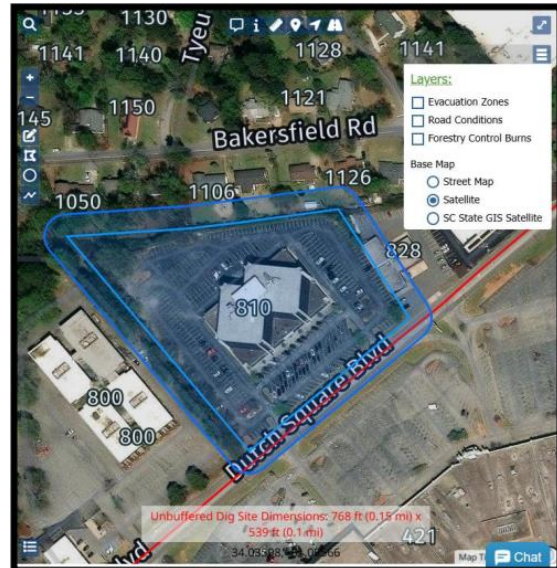 1130
Tyeu
1141
1140
1128
1141
Layers:
Evacuation Zones
Road Conditions
Forestry Control Burns
Base Map
Street Map
Satellite
SC State GIS Satellite
1150
1121
145
Bakersfield Rd
1050
1106
1126
828
810
800
800
Dutch Square Blvd
Unbuffered Dig Site Dimensions: 768 ft (0.15 mi) x
539 ft (0.1 mi)
421
Chat